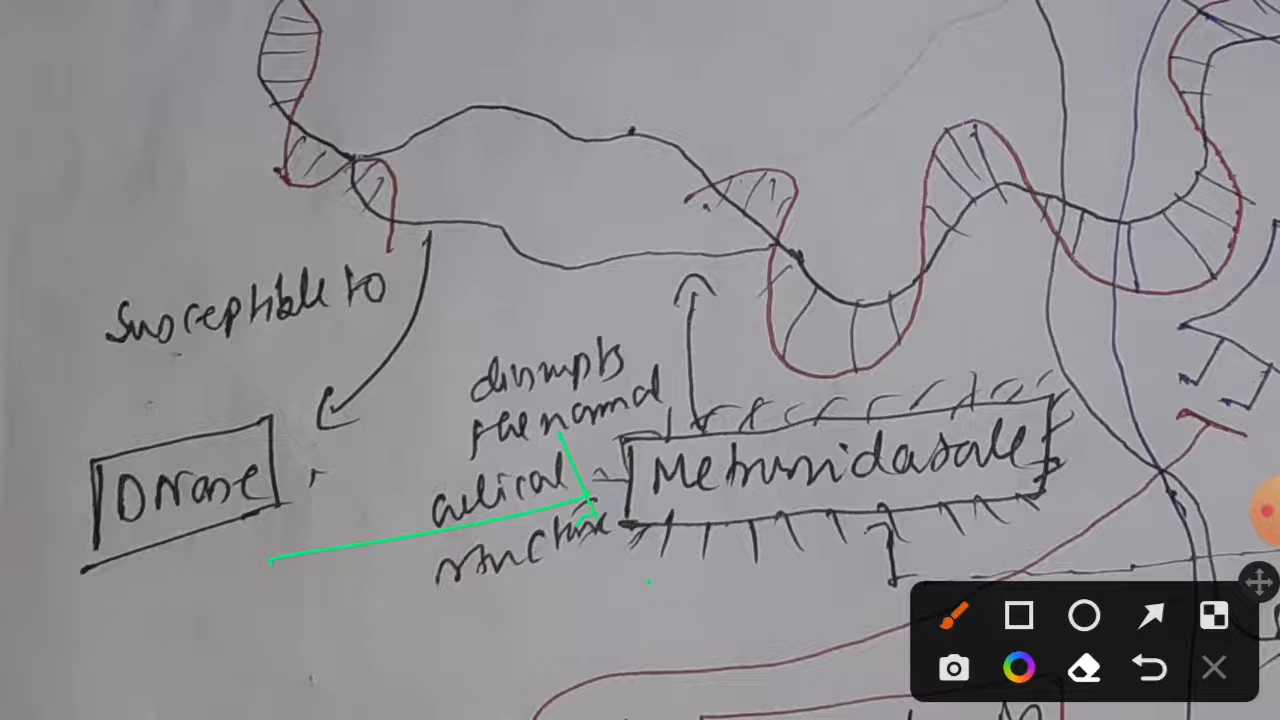 Susceptible to
DNase
disrupts
the normal
helical
structure
Metronidazole